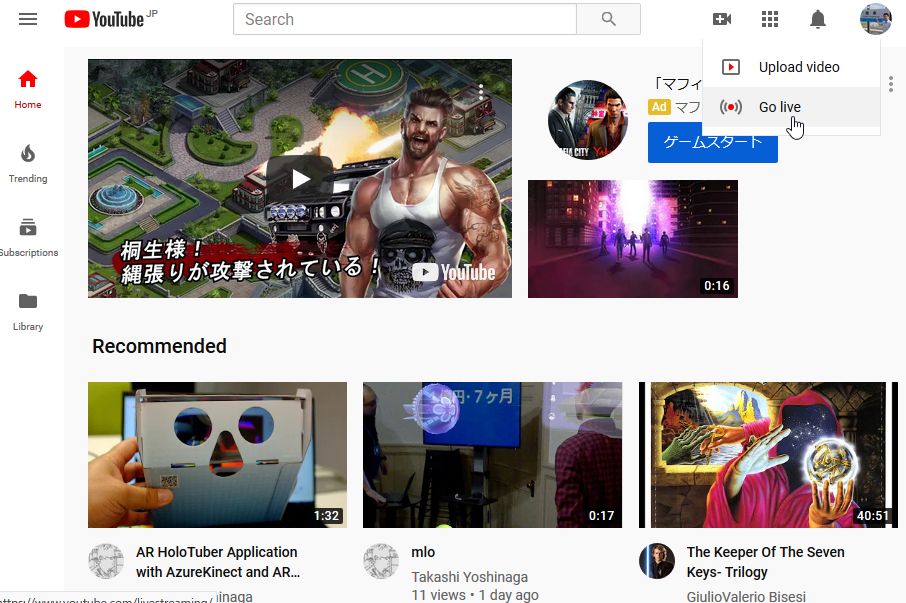 YouTube JP
Search
Upload video
Go live
Home
Trending
Subscriptions
Library
桐生様！
縄張りが攻撃されている！
YouTube
「マフィ
Ad マフ
ゲームスタート
0:16
Recommended
1:32
円・7ヶ月
0:17
40:51
AR HoloTuber Application
with AzureKinect and AR...
mlo
Takashi Yoshinaga
11 views • 1 day ago
The Keeper Of The Seven
Keys- Trilogy
GiulioValerio Bisesi
https://www.youtube.com/livestreaming/